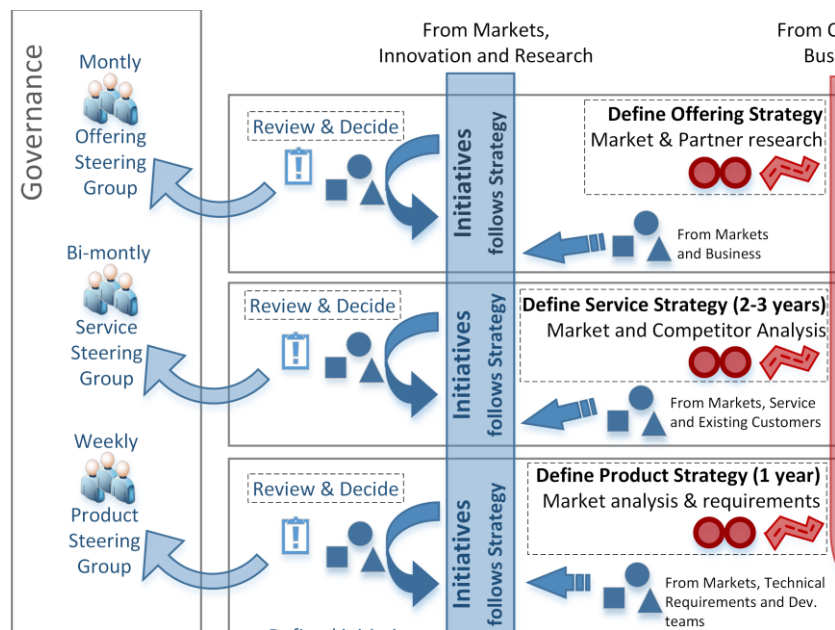 Governance
From Markets,
Innovation and Research
From
Montly
Offering
Steering
Group
Review & Decide
Initiatives
follows Strategy
Define Offering Strategy
Market & Partner research
From Markets
and Business
Bi-montly
Service
Steering
Group
Review & Decide
Initiatives
follows Strategy
Define Service Strategy (2-3 years)
Market and Competitor Analysis
From Markets, Service
and Existing Customers
Weekly
Product
Steering
Group
Review & Decide
Initiatives
follows Strategy
Define Product Strategy (1 year)
Market analysis & requirements
From Markets, Technical
Requirements and Dev.
teams